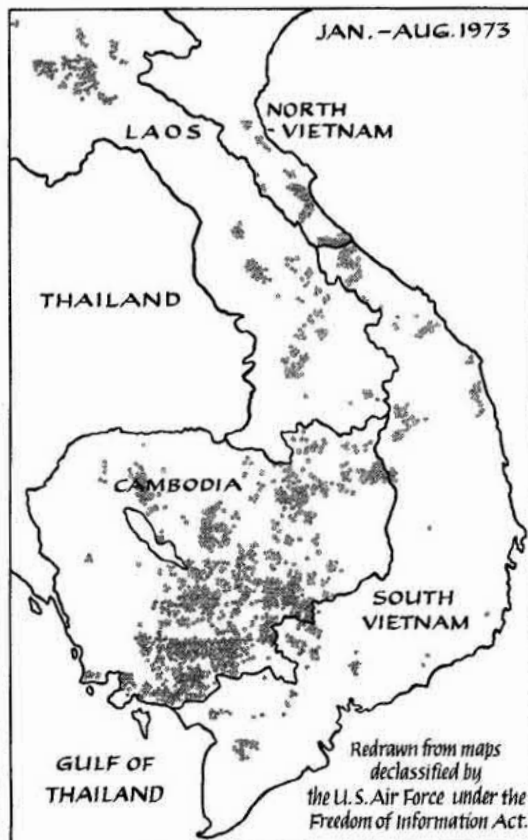 JAN.-AUG. 1973
NORTH
- VIETNAM
LAOS
THAILAND
CAMBODIA
SOUTH
VIETNAM
GULF OF
THAILAND
Redrawn from maps
declassified by
the U.S. Air Force under the
Freedom of Information Act.